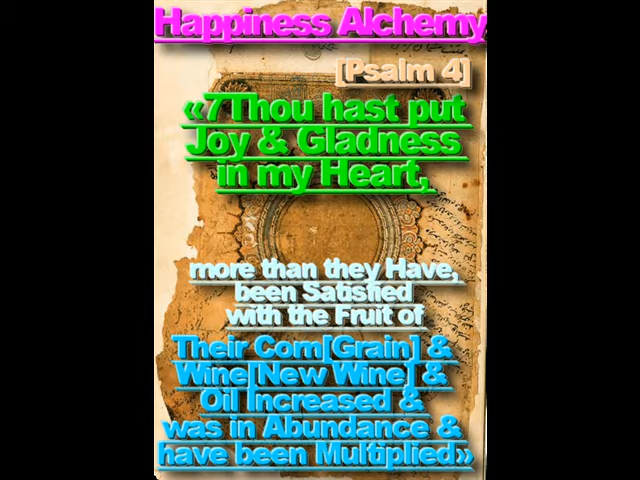 Happiness Alchemy
[Psalm 4]
«7Thou hast put
Joy & Gladness
in my Heart,
more than they Have,
been Satisfied
with the Fruit of
Their Corn[Grain] &
Wine[New Wine] &
Oil Increased &
was in Abundance &
have been Multiplied»